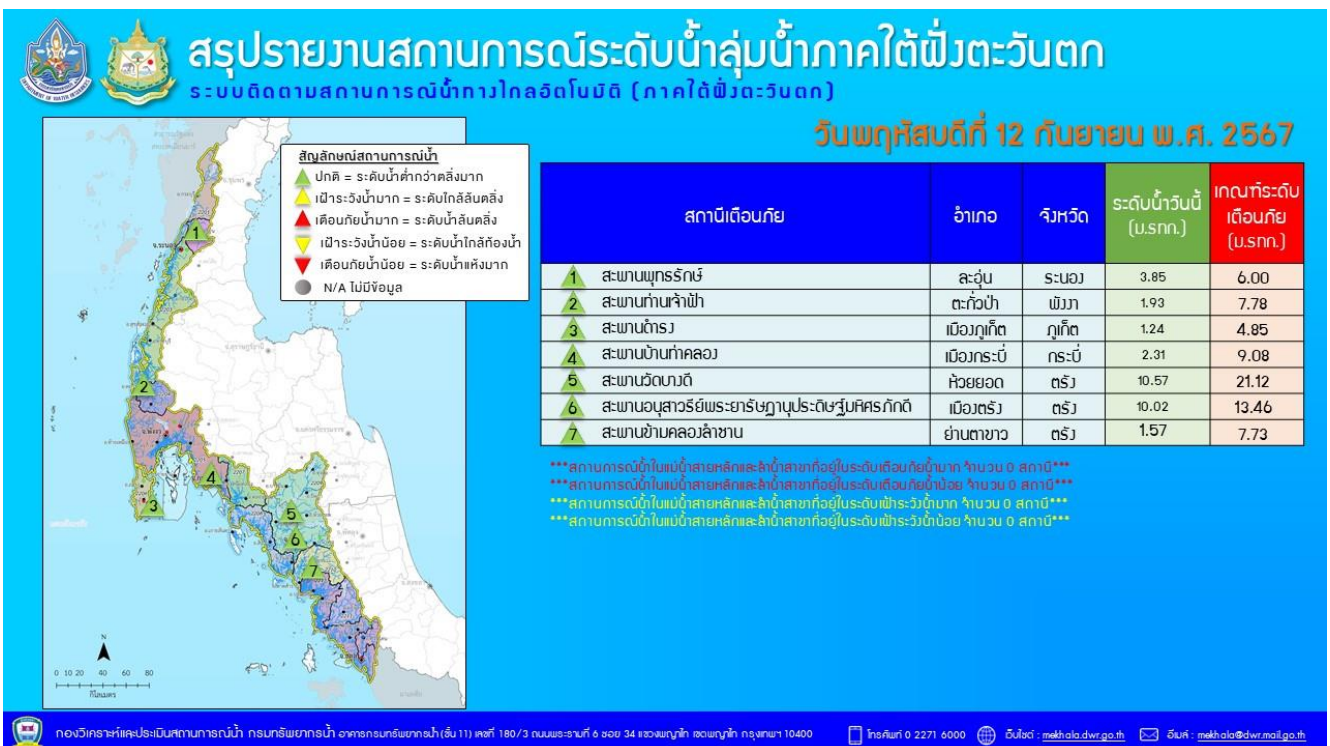 สรุปรายงานสถานการณ์ระดับน้ำลุ่มน้ำภาคใต้ฝั่งตะวันตก
ระบบติดตามสถานการณ์น้ำทางไกลอัตโนมัติ (ภาคใต้ฝั่งตะวันตก)
วันพฤหัสบดีที่ 12 กันยายน พ.ศ. 2567
สัญลักษณ์สถานการณ์น้ำ
ปกติ = ระดับน้ำต่ำกว่าตลิ่งมาก
เฝ้าระวังน้ำมาก = ระดับใกล้ล้นตลิ่ง
เตือนภัยน้ำมาก = ระดับน้ำล้นตลิ่ง
เฝ้าระวังน้ำน้อย = ระดับน้ำใกล้ท้องน้ำ
เตือนภัยน้ำน้อย = ระดับน้ำแห้งมาก
N/A ไม่มีข้อมูล
1
2
3
4
5
6
7
N
0 10 20 40 60 80
กิโลเมตร
สถานีเตือนภัย อำเภอ จังหวัด ระดับน้ำวันนี้ (ม.รทก.) เกณฑ์ระดับเตือนภัย (ม.รทก.)
1 สะพานพุทธรักษ์ ละอุ่น ระนอง 3.85 6.00
2 สะพานท่านเจ้าฟ้า ตะกั่วป่า พังงา 1.93 7.78
3 สะพานดำรง เมืองภูเก็ต ภูเก็ต 1.24 4.85
4 สะพานบ้านท่าคลอง เมืองกระบี่ กระบี่ 2.31 9.08
5 สะพานวัดบางดี ห้วยยอด ตรัง 10.57 21.12
6 สะพานอนุสาวรีย์พระยารัษฎานุประดิษฐ์มหิศรภักดี เมืองตรัง ตรัง 10.02 13.46
7 สะพานข้ามคลองลำชาน ย่านตาขาว ตรัง 1.57 7.73
***สถานการณ์น้ำในแม่น้ำสายหลักและลำน้ำสาขาที่อยู่ในระดับเตือนภัยน้ำมาก จำนวน 0 สถานี***
***สถานการณ์น้ำในแม่น้ำสายหลักและลำน้ำสาขาที่อยู่ในระดับเตือนภัยน้ำน้อย จำนวน 0 สถานี***
***สถานการณ์น้ำในแม่น้ำสายหลักและลำน้ำสาขาที่อยู่ในระดับเฝ้าระวังน้ำมาก จำนวน 0 สถานี***
***สถานการณ์น้ำในแม่น้ำสายหลักและลำน้ำสาขาที่อยู่ในระดับเฝ้าระวังน้ำน้อย จำนวน 0 สถานี***
กองวิเคราะห์และประเมินสถานการณ์น้ำ กรมทรัพยากรน้ำ อาคารกรมทรัพยากรน้ำ (ชั้น 11) เลขที่ 180/3 ถนนพระรามที่ 6 ซอย 34 แขวงพญาไท เขตพญาไท กรุงเทพฯ 10400 โทรศัพท์ 0 2271 6000 เว็บไซต์ : mekhala.dwr.go.th อีเมล์ : mekhala@dwr.mail.go.th